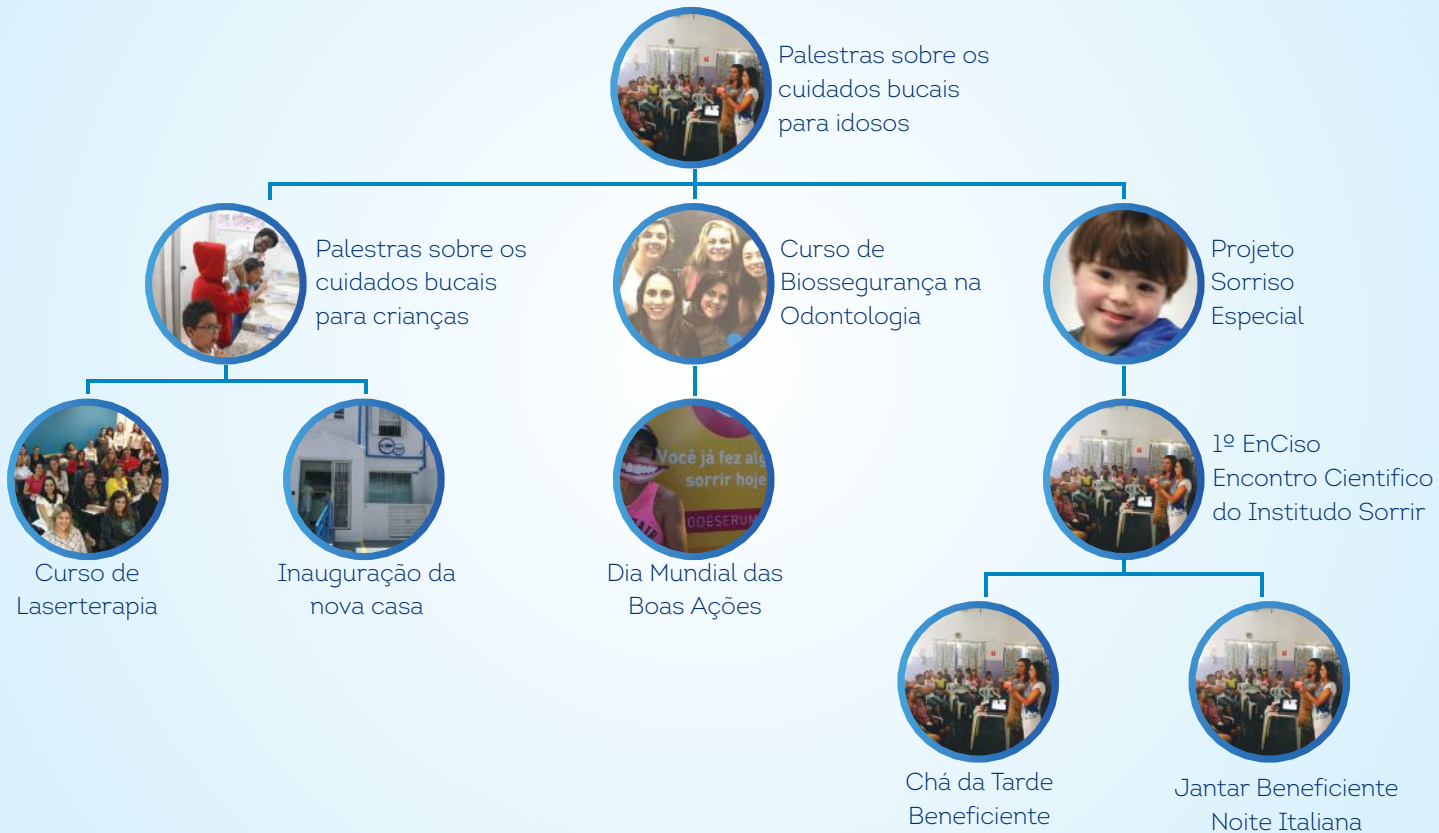 Palestras sobre os
cuidados bucais
para idosos
Palestras sobre os
cuidados bucais
para crianças
Curso de
Biossegurança na
Odontologia
Projeto
Sorriso
Especial
Curso de
Laserterapia
Inauguração da
nova casa
Você já fez alg
sorrir hoje
ODESERUM
Dia Mundial das
Boas Ações
1º EnCiso
Encontro Cientifico
do Institudo Sorrir
Chá da Tarde
Beneficiente
Jantar Beneficiente
Noite Italiana